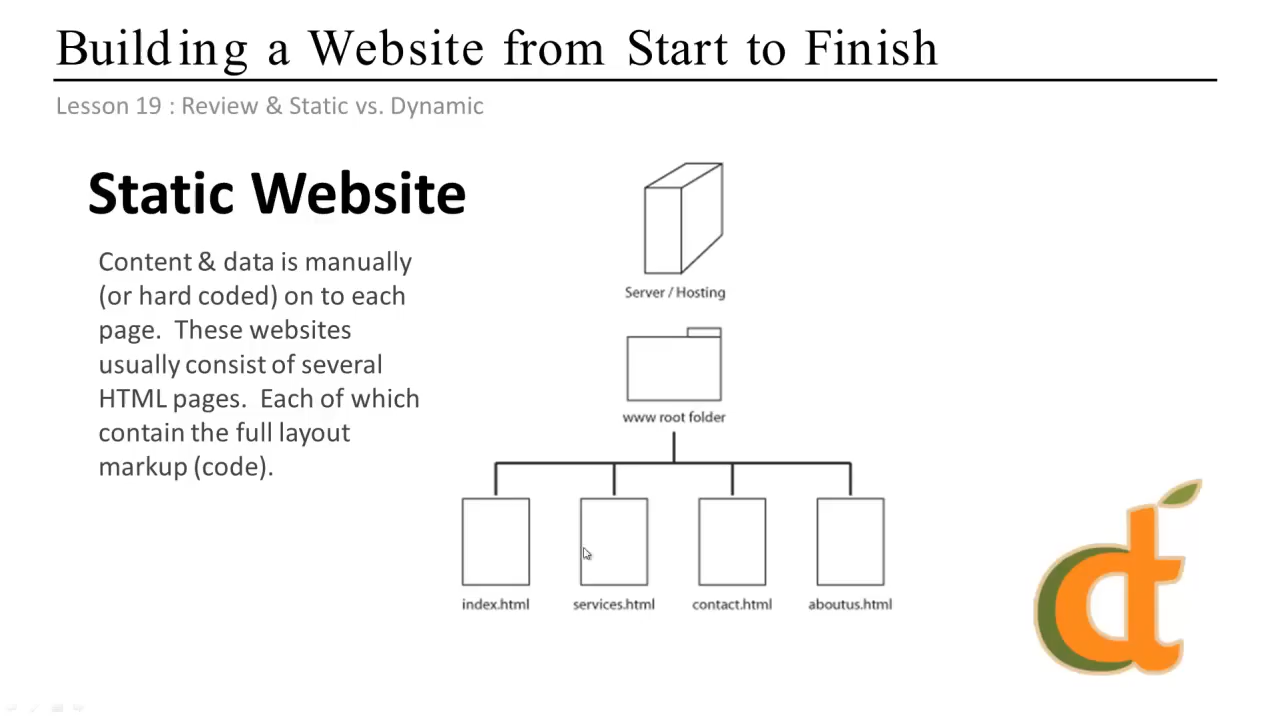 Building a Website from Start to Finish
Lesson 19 : Review & Static vs. Dynamic
Static Website
Content & data is manually
(or hard coded) on to each
page.  These websites
usually consist of several
HTML pages.  Each of which
contain the full layout
markup (code).
Server / Hosting
www root folder
index.html
services.html
contact.html
aboutus.html